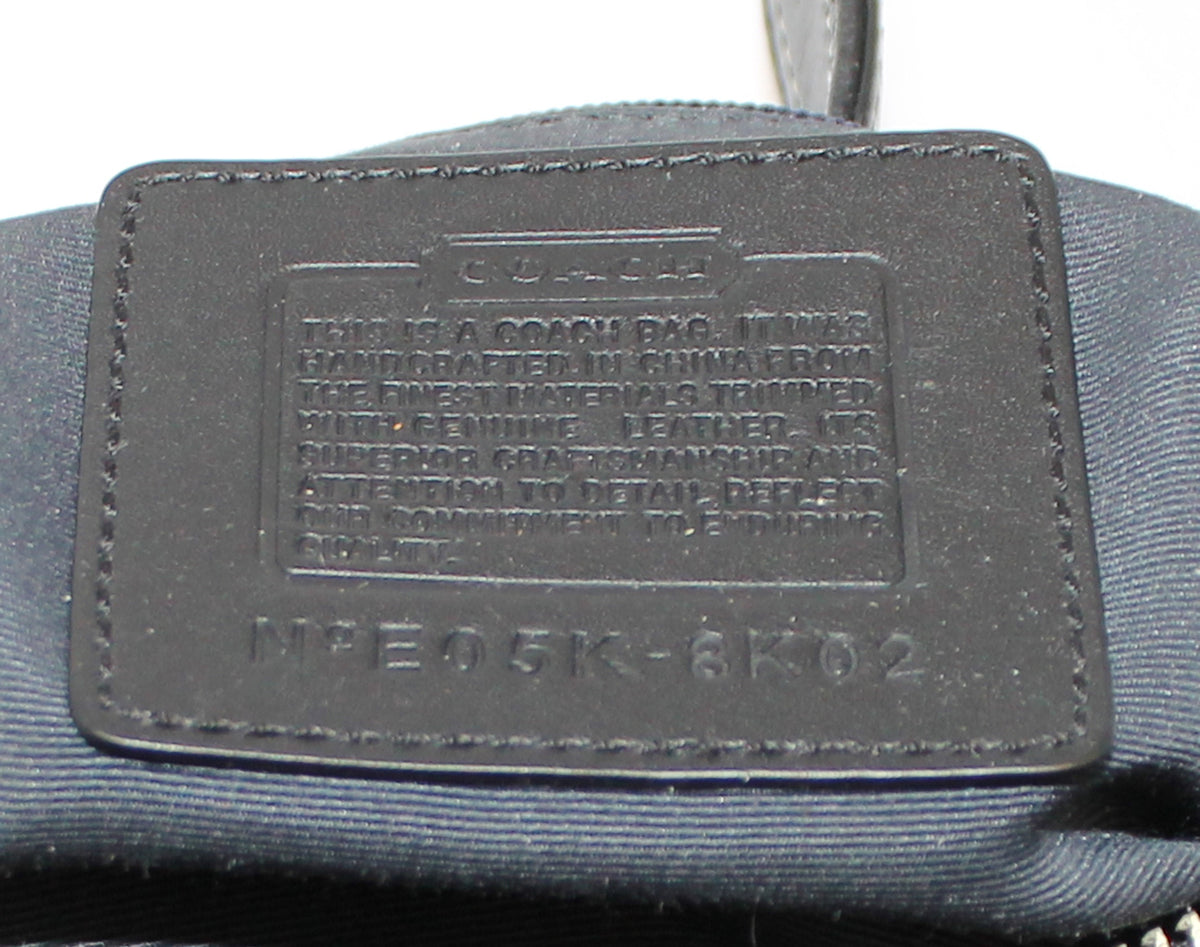 COACH
THIS IS A COACH BAG. IT WAS
HANDCRAFTED IN CHINA FROM
THE FINEST MATERIALS TRIMMED
WITH GENUINE LEATHER. ITS
SUPERIOR CRAFTSMANSHIP AND
ATTENTION TO DETAIL REFLECT
OUR COMMITMENT TO ENDURING
QUALITY.
Nº E05K-8K02